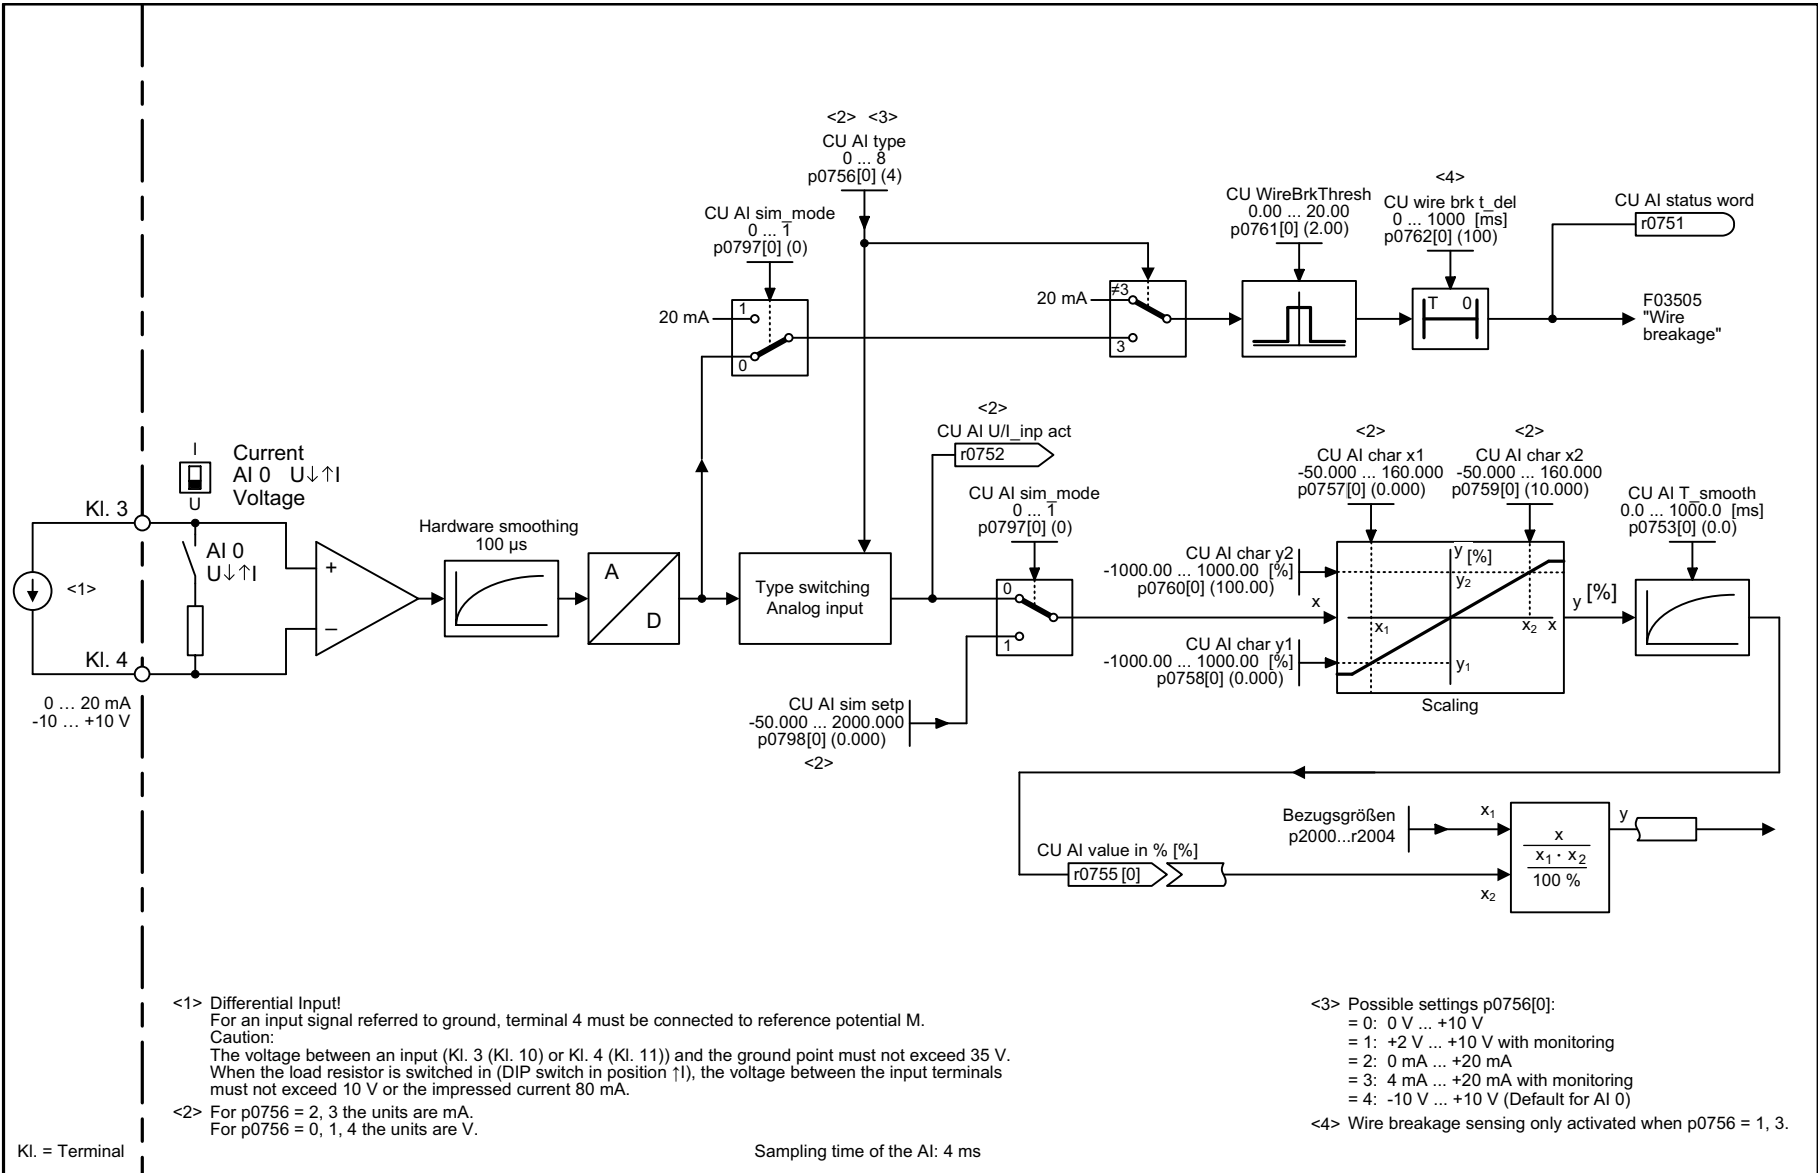 <2> <3>
CU AI type
0 ... 8
p0756[0] (4)
CU AI sim_mode
0 ... 1
p0797[0] (0)
20 mA
1
0
20 mA
≠3
3
CU WireBrkThresh
0.00 ... 20.00
p0761[0] (2.00)
<4>
CU wire brk t_del
0 ... 1000 [ms]
p0762[0] (100)
T 0
CU AI status word
r0751
F03505
"Wire
breakage"
I
U
Current
AI 0 U↓↑I
Voltage
Kl. 3
<1>
AI 0
U↓↑I
Kl. 4
0 ... 20 mA
-10 ... +10 V
+
–
Hardware smoothing
100 µs
A
D
Type switching
Analog input
<2>
CU AI U/I_inp act
r0752
CU AI sim_mode
0 ... 1
p0797[0] (0)
0
1
CU AI sim setp
-50.000 ... 2000.000
p0798[0] (0.000)
<2>
<2>
CU AI char x1
-50.000 ... 160.000
p0757[0] (0.000)
<2>
CU AI char x2
-50.000 ... 160.000
p0759[0] (10.000)
CU AI char y2
-1000.00 ... 1000.00 [%]
p0760[0] (100.00)
x
CU AI char y1
-1000.00 ... 1000.00 [%]
p0758[0] (0.000)
y [%]
y2
x1
x2 x
y1
Scaling
y [%]
CU AI T_smooth
0.0 ... 1000.0 [ms]
p0753[0] (0.0)
Bezugsgrößen
p2000...r2004
x1
CU AI value in % [%]
r0755 [0]
x2
x
x1 · x2
100 %
y
<1> Differential Input!
For an input signal referred to ground, terminal 4 must be connected to reference potential M.
Caution:
The voltage between an input (Kl. 3 (Kl. 10) or Kl. 4 (Kl. 11)) and the ground point must not exceed 35 V.
When the load resistor is switched in (DIP switch in position ↑I), the voltage between the input terminals
must not exceed 10 V or the impressed current 80 mA.
<2> For p0756 = 2, 3 the units are mA.
For p0756 = 0, 1, 4 the units are V.
<3> Possible settings p0756[0]:
= 0: 0 V ... +10 V
= 1: +2 V ... +10 V with monitoring
= 2: 0 mA ... +20 mA
= 3: 4 mA ... +20 mA with monitoring
= 4: -10 V ... +10 V (Default for AI 0)
<4> Wire breakage sensing only activated when p0756 = 1, 3.
Kl. = Terminal
Sampling time of the AI: 4 ms